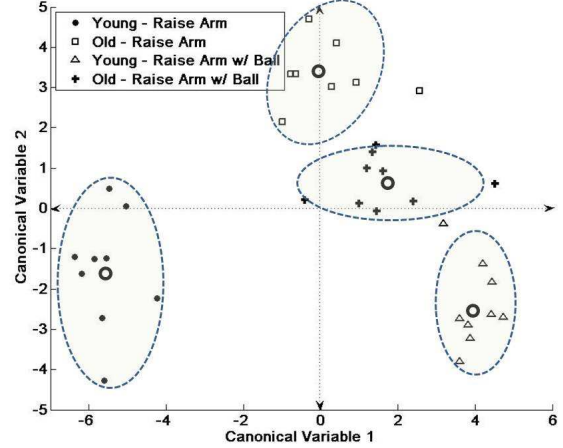 Young - Raise Arm
Old - Raise Arm
Young - Raise Arm w/ Ball
Old - Raise Arm w/ Ball
Canonical Variable 2
5
4
3
2
1
0
-1
-2
-3
-4
-5
-6 -4 -2 0 2 4 6
Canonical Variable 1